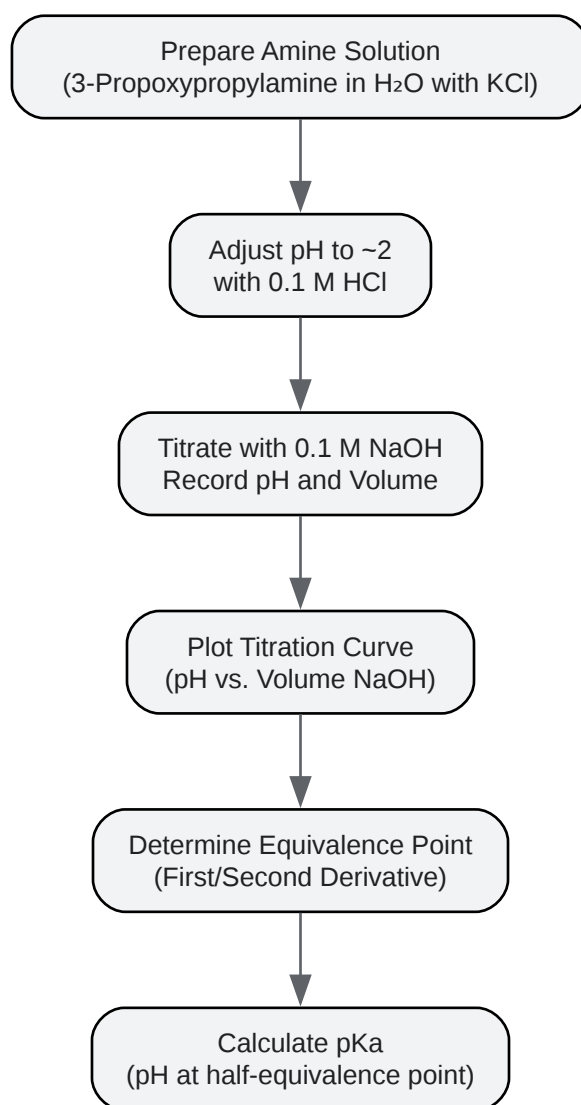 Prepare Amine Solution
(3-Propoxypropylamine in H₂O with KCl)
Adjust pH to ~2
with 0.1 M HCl
Titrate with 0.1 M NaOH
Record pH and Volume
Plot Titration Curve
(pH vs. Volume NaOH)
Determine Equivalence Point
(First/Second Derivative)
Calculate pKa
(pH at half-equivalence point)